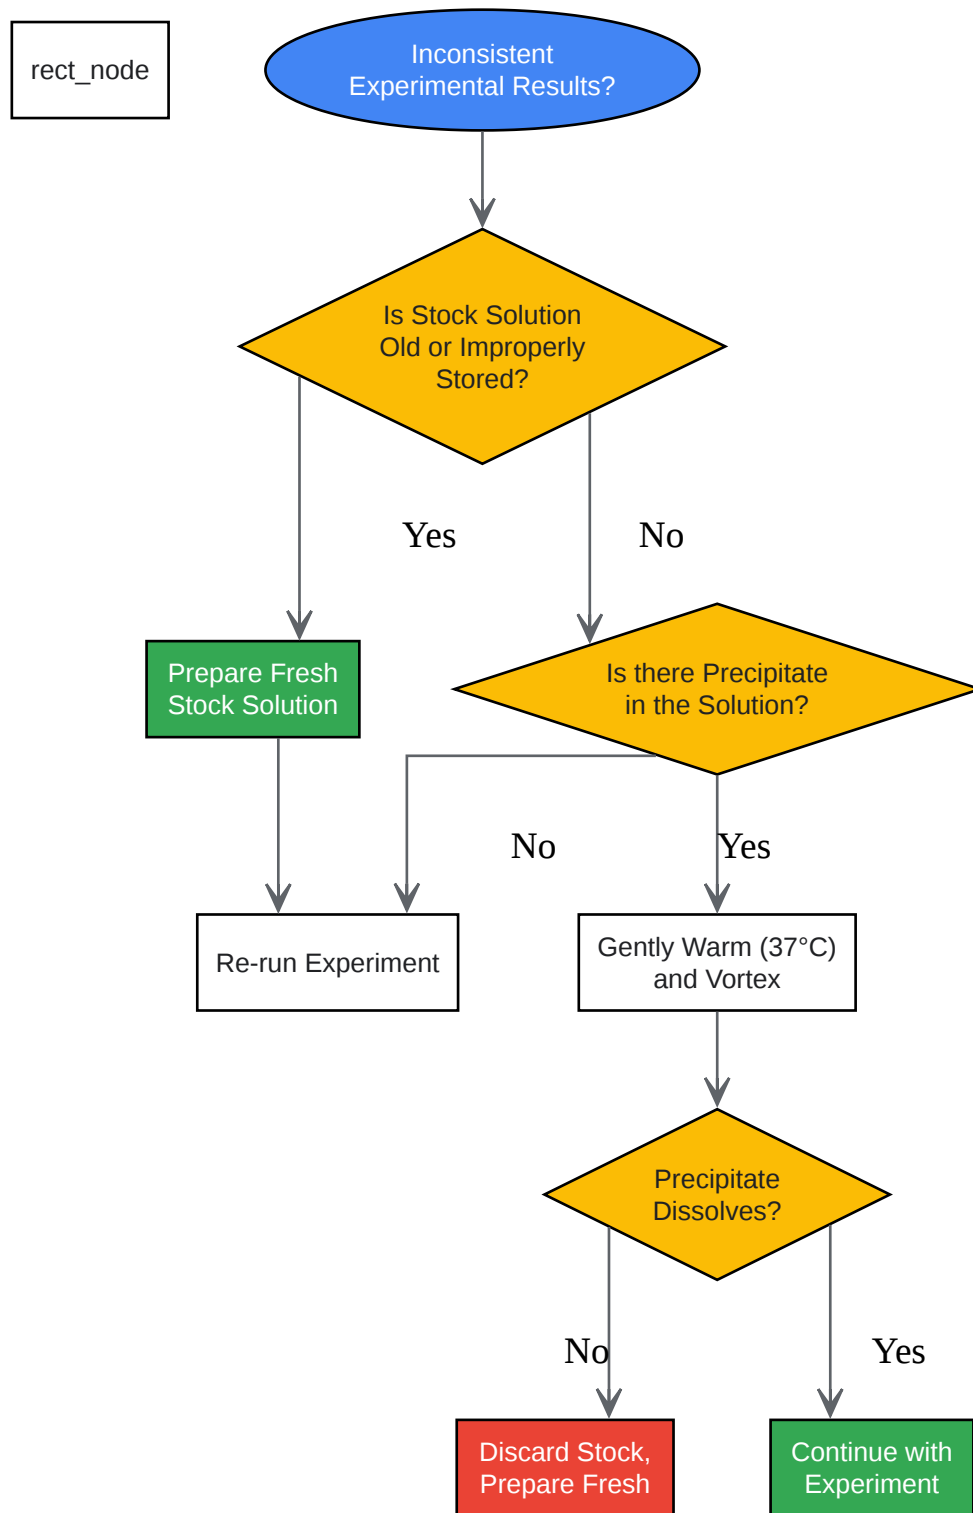 rect_node
Inconsistent
Experimental Results?
Is Stock Solution
Old or Improperly
Stored?
Yes
No
Prepare Fresh
Stock Solution
Is there Precipitate
in the Solution?
No
Yes
Re-run Experiment
Gently Warm (37°C)
and Vortex
Precipitate
Dissolves?
No
Yes
Discard Stock,
Prepare Fresh
Continue with
Experiment